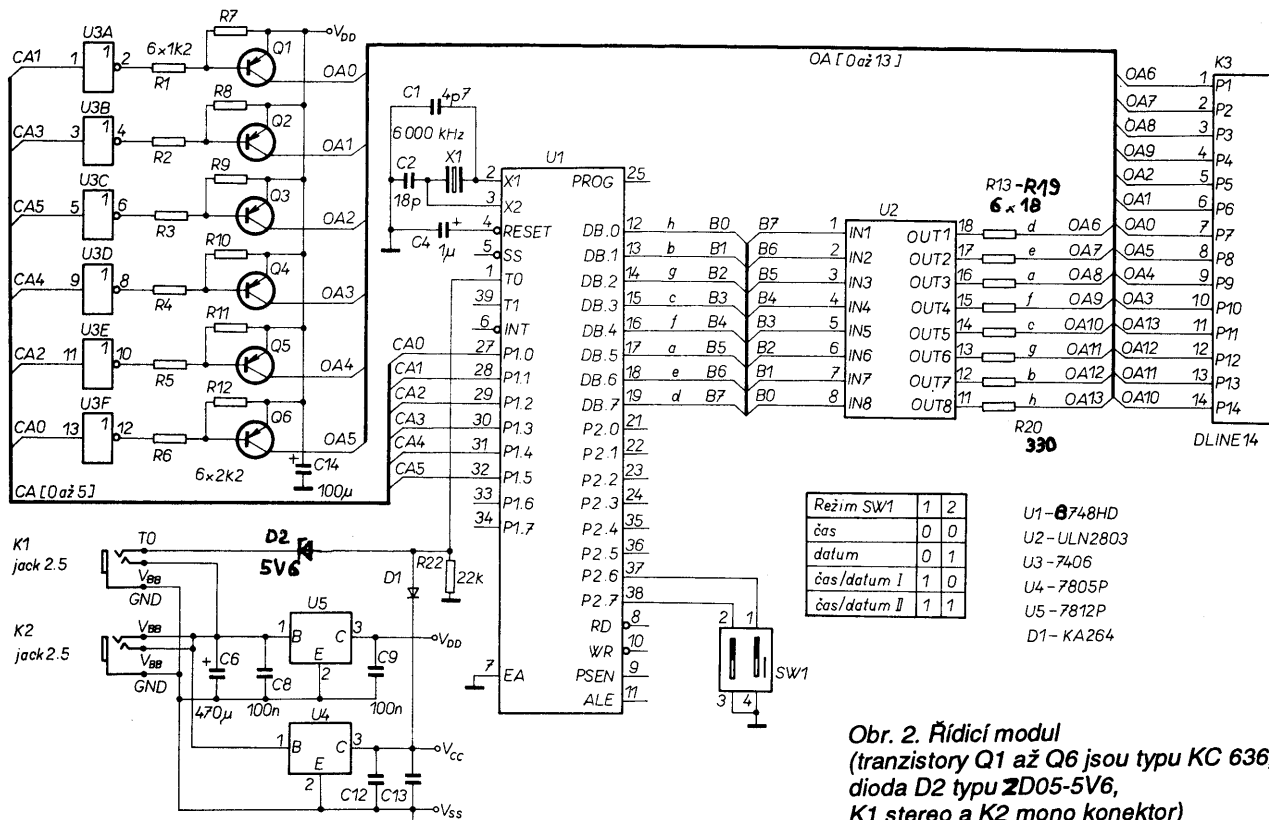 R7
VDD
U3A
6x1k2
Q1
CA1 1 1 2 R1 OA0
R8
U3B
Q2
CA3 3 1 4 R2 OA1
R9
U3C
Q3
CA5 5 1 6 R3 OA2
R10
U3D
Q4
CA4 9 1 8 R4 OA3
R11
U3E
Q5
CA2 11 1 10 R5 OA4
R12
U3F
Q6
CA0 13 1 12 R6 OA5
6x2k2
+ C14
100µ
CA [0 až 5]
OA [0 až 13]
C1 4p7
6 000 kHz
C2 X1
18p
C4 +
1µ
U1
2 X1
3 X2
4 RESET
5 SS
1 T0
39 T1
6 INT
CA0 27 P1.0
CA1 28 P1.1
CA2 29 P1.2
CA3 30 P1.3
CA4 31 P1.4
CA5 32 P1.5
33 P1.6
34 P1.7
7 EA
PROG 25
DB.0 12 h B0
DB.1 13 b B1
DB.2 14 g B2
DB.3 15 c B3
DB.4 16 f B4
DB.5 17 a B5
DB.6 18 e B6
DB.7 19 d B7
P2.0 21
P2.1 22
P2.2 23
P2.3 24
P2.4 35
P2.5 36
P2.6 37
P2.7 38
RD 8
WR 10
PSEN 9
ALE 11
U2
B7 1 IN1
B6 2 IN2
B5 3 IN3
B4 4 IN4
B3 5 IN5
B2 6 IN6
B1 7 IN7
B0 8 IN8
R13-R19
6x18
OUT1 18 d OA6
OUT2 17 e OA7
OUT3 16 a OA8
OUT4 15 f OA9
OUT5 14 c OA10
OUT6 13 g OA11
OUT7 12 b OA12
OUT8 11 h OA13
R20
330
K3
OA6 1 P1
OA7 2 P2
OA8 3 P3
OA9 4 P4
OA2 5 P5
OA1 6 P6
OA0 7 P7
OA5 8 P8
OA4 9 P9
OA3 10 P10
OA13 11 P11
OA12 12 P12
OA11 13 P13
OA10 14 P14
DLINE14
2 1
SW1
3 4
Režim SW1 1 2
čas 0 0
datum 0 1
čas/datum I 1 0
čas/datum II 1 1
U1-8748HD
U2-ULN2803
U3-7406
U4-7805P
U5-7812P
D1-KA264
K1
jack 2.5
T0
VBB
GND
D2
5V6
D1
R22
22k
K2
jack 2.5
VBB
VBB
GND
+ C6
470µ
C8
100n
U5
1 B C 3
E
2
C9
100n
VDD
U4
1 B C 3
E
2
C12 C13
VCC
VSS
Obr. 2. Řídicí modul
(tranzistory Q1 až Q6 jsou typu KC 636,
dioda D2 typu ZD05-5V6,
K1 stereo a K2 mono konektor)